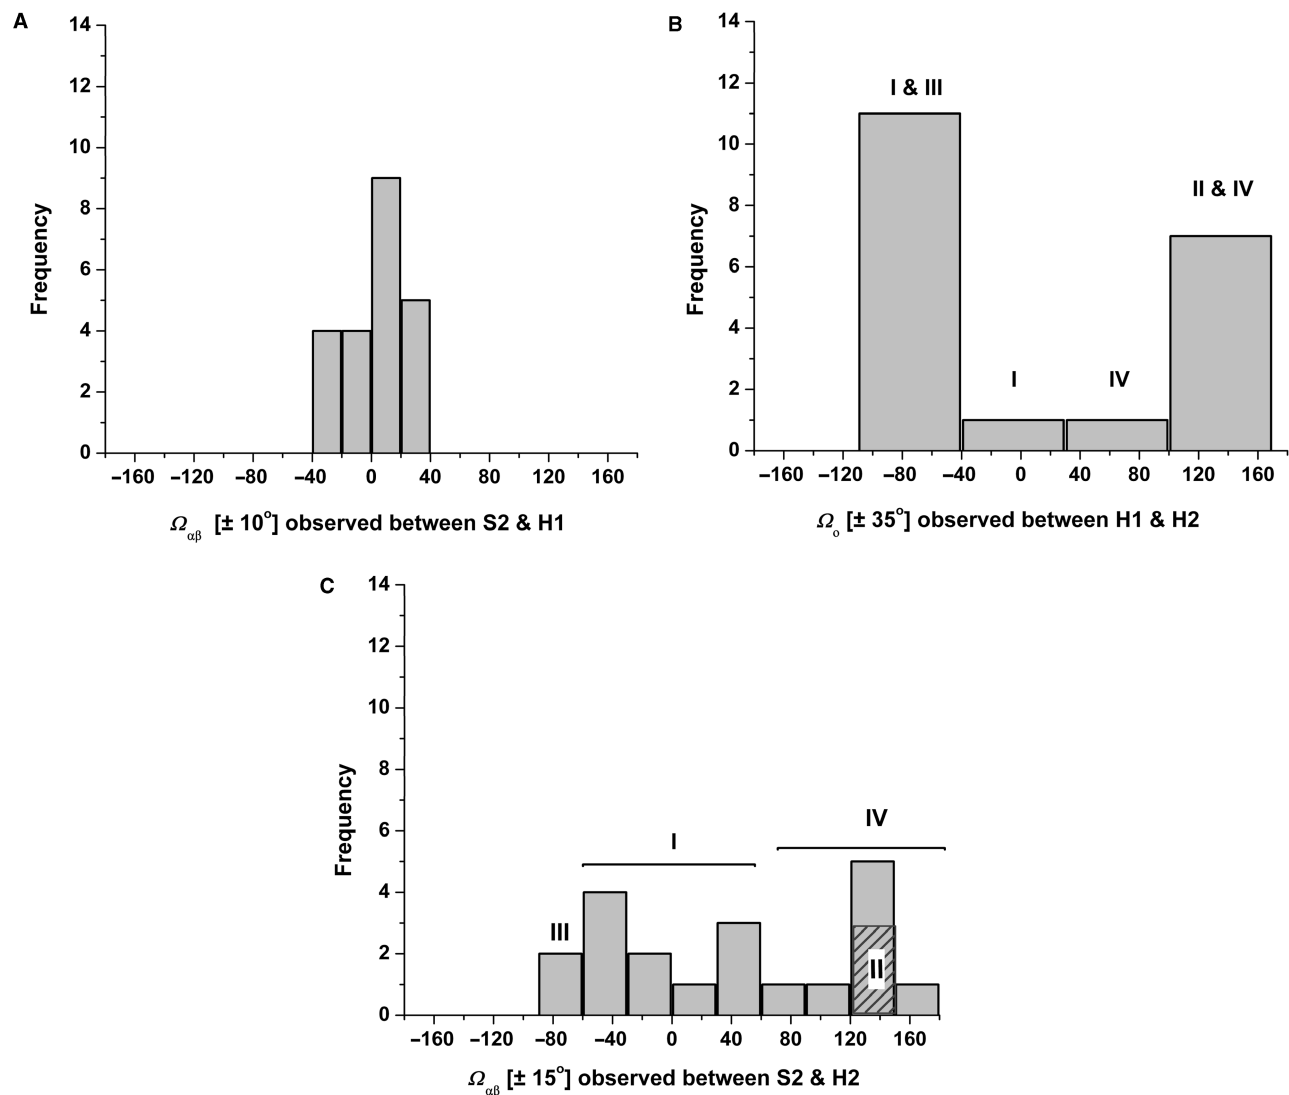 A
14
12
10
8
6
4
2
0
Frequency
−160 −120 −80 −40 0 40 80 120 160
Ωαβ [± 10°] observed between S2 & H1
B
14
12
10
8
6
4
2
0
Frequency
I & III
I
IV
II & IV
−160 −120 −80 −40 0 40 80 120 160
Ωo [± 35°] observed between H1 & H2
C
14
12
10
8
6
4
2
0
Frequency
III
I
IV
II
−160 −120 −80 −40 0 40 80 120 160
Ωαβ [± 15°] observed between S2 & H2